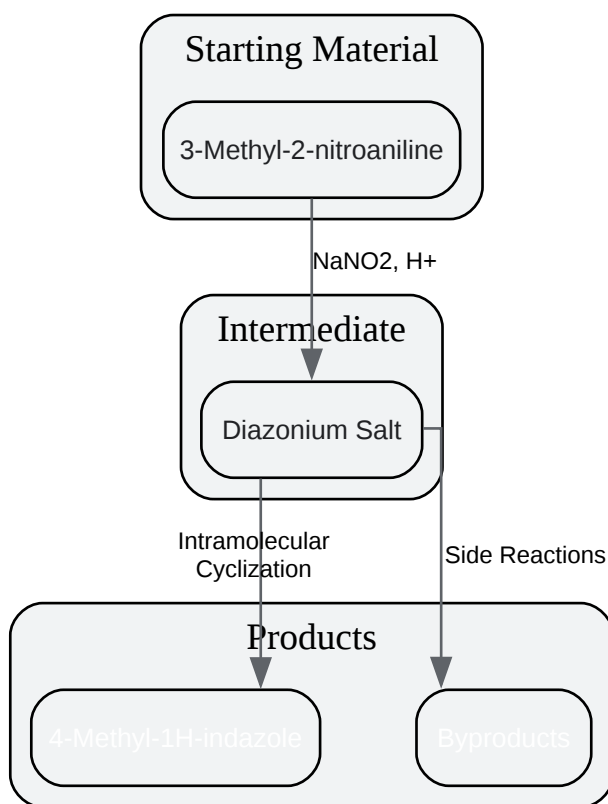 Starting Material
3-Methyl-2-nitroaniline
NaNO2, H+
Intermediate
Diazonium Salt
Intramolecular
Cyclization
Side Reactions
Products
4-Methyl-1H-indazole
Byproducts